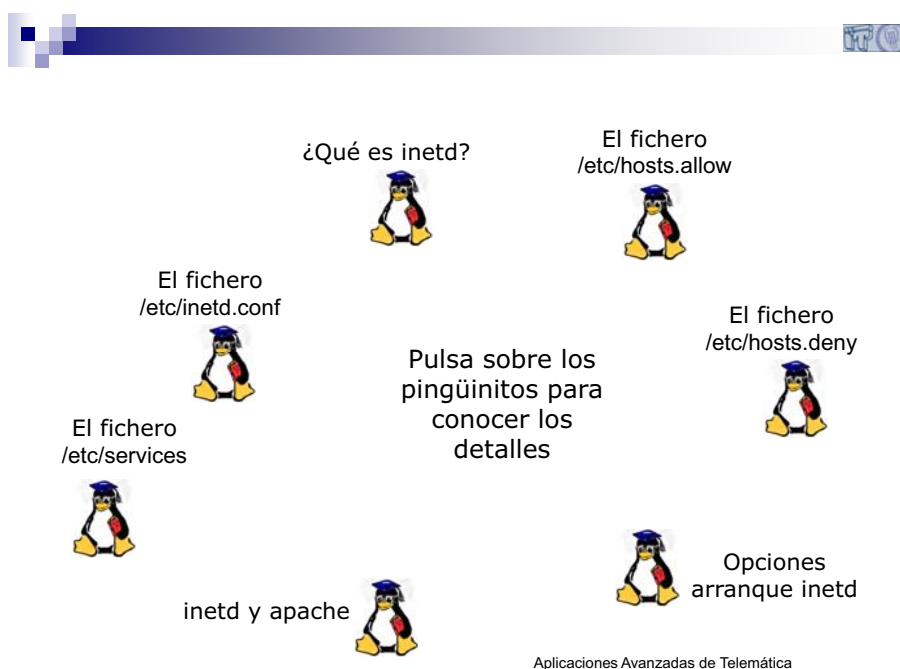 ¿Qué es inetd?
El fichero
/etc/hosts.allow
El fichero
/etc/inetd.conf
El fichero
/etc/hosts.deny
Pulsa sobre los
pingüinitos para
conocer los
detalles
El fichero
/etc/services
Opciones
arranque inetd
inetd y apache
Aplicaciones Avanzadas de Telemática